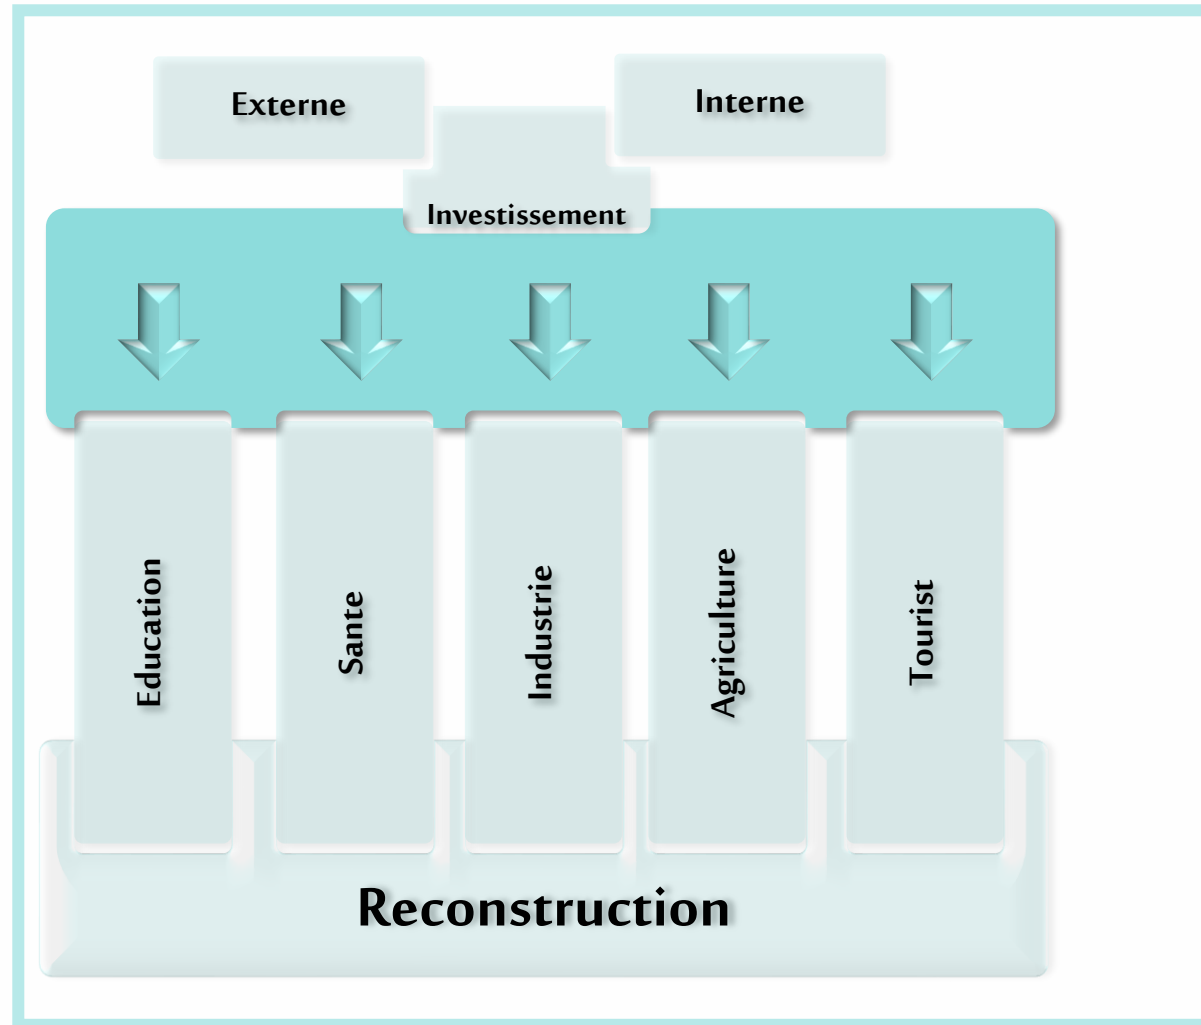 Externe
Interne
Investissement
Education
Sante
Industrie
Agriculture
Tourist
Reconstruction